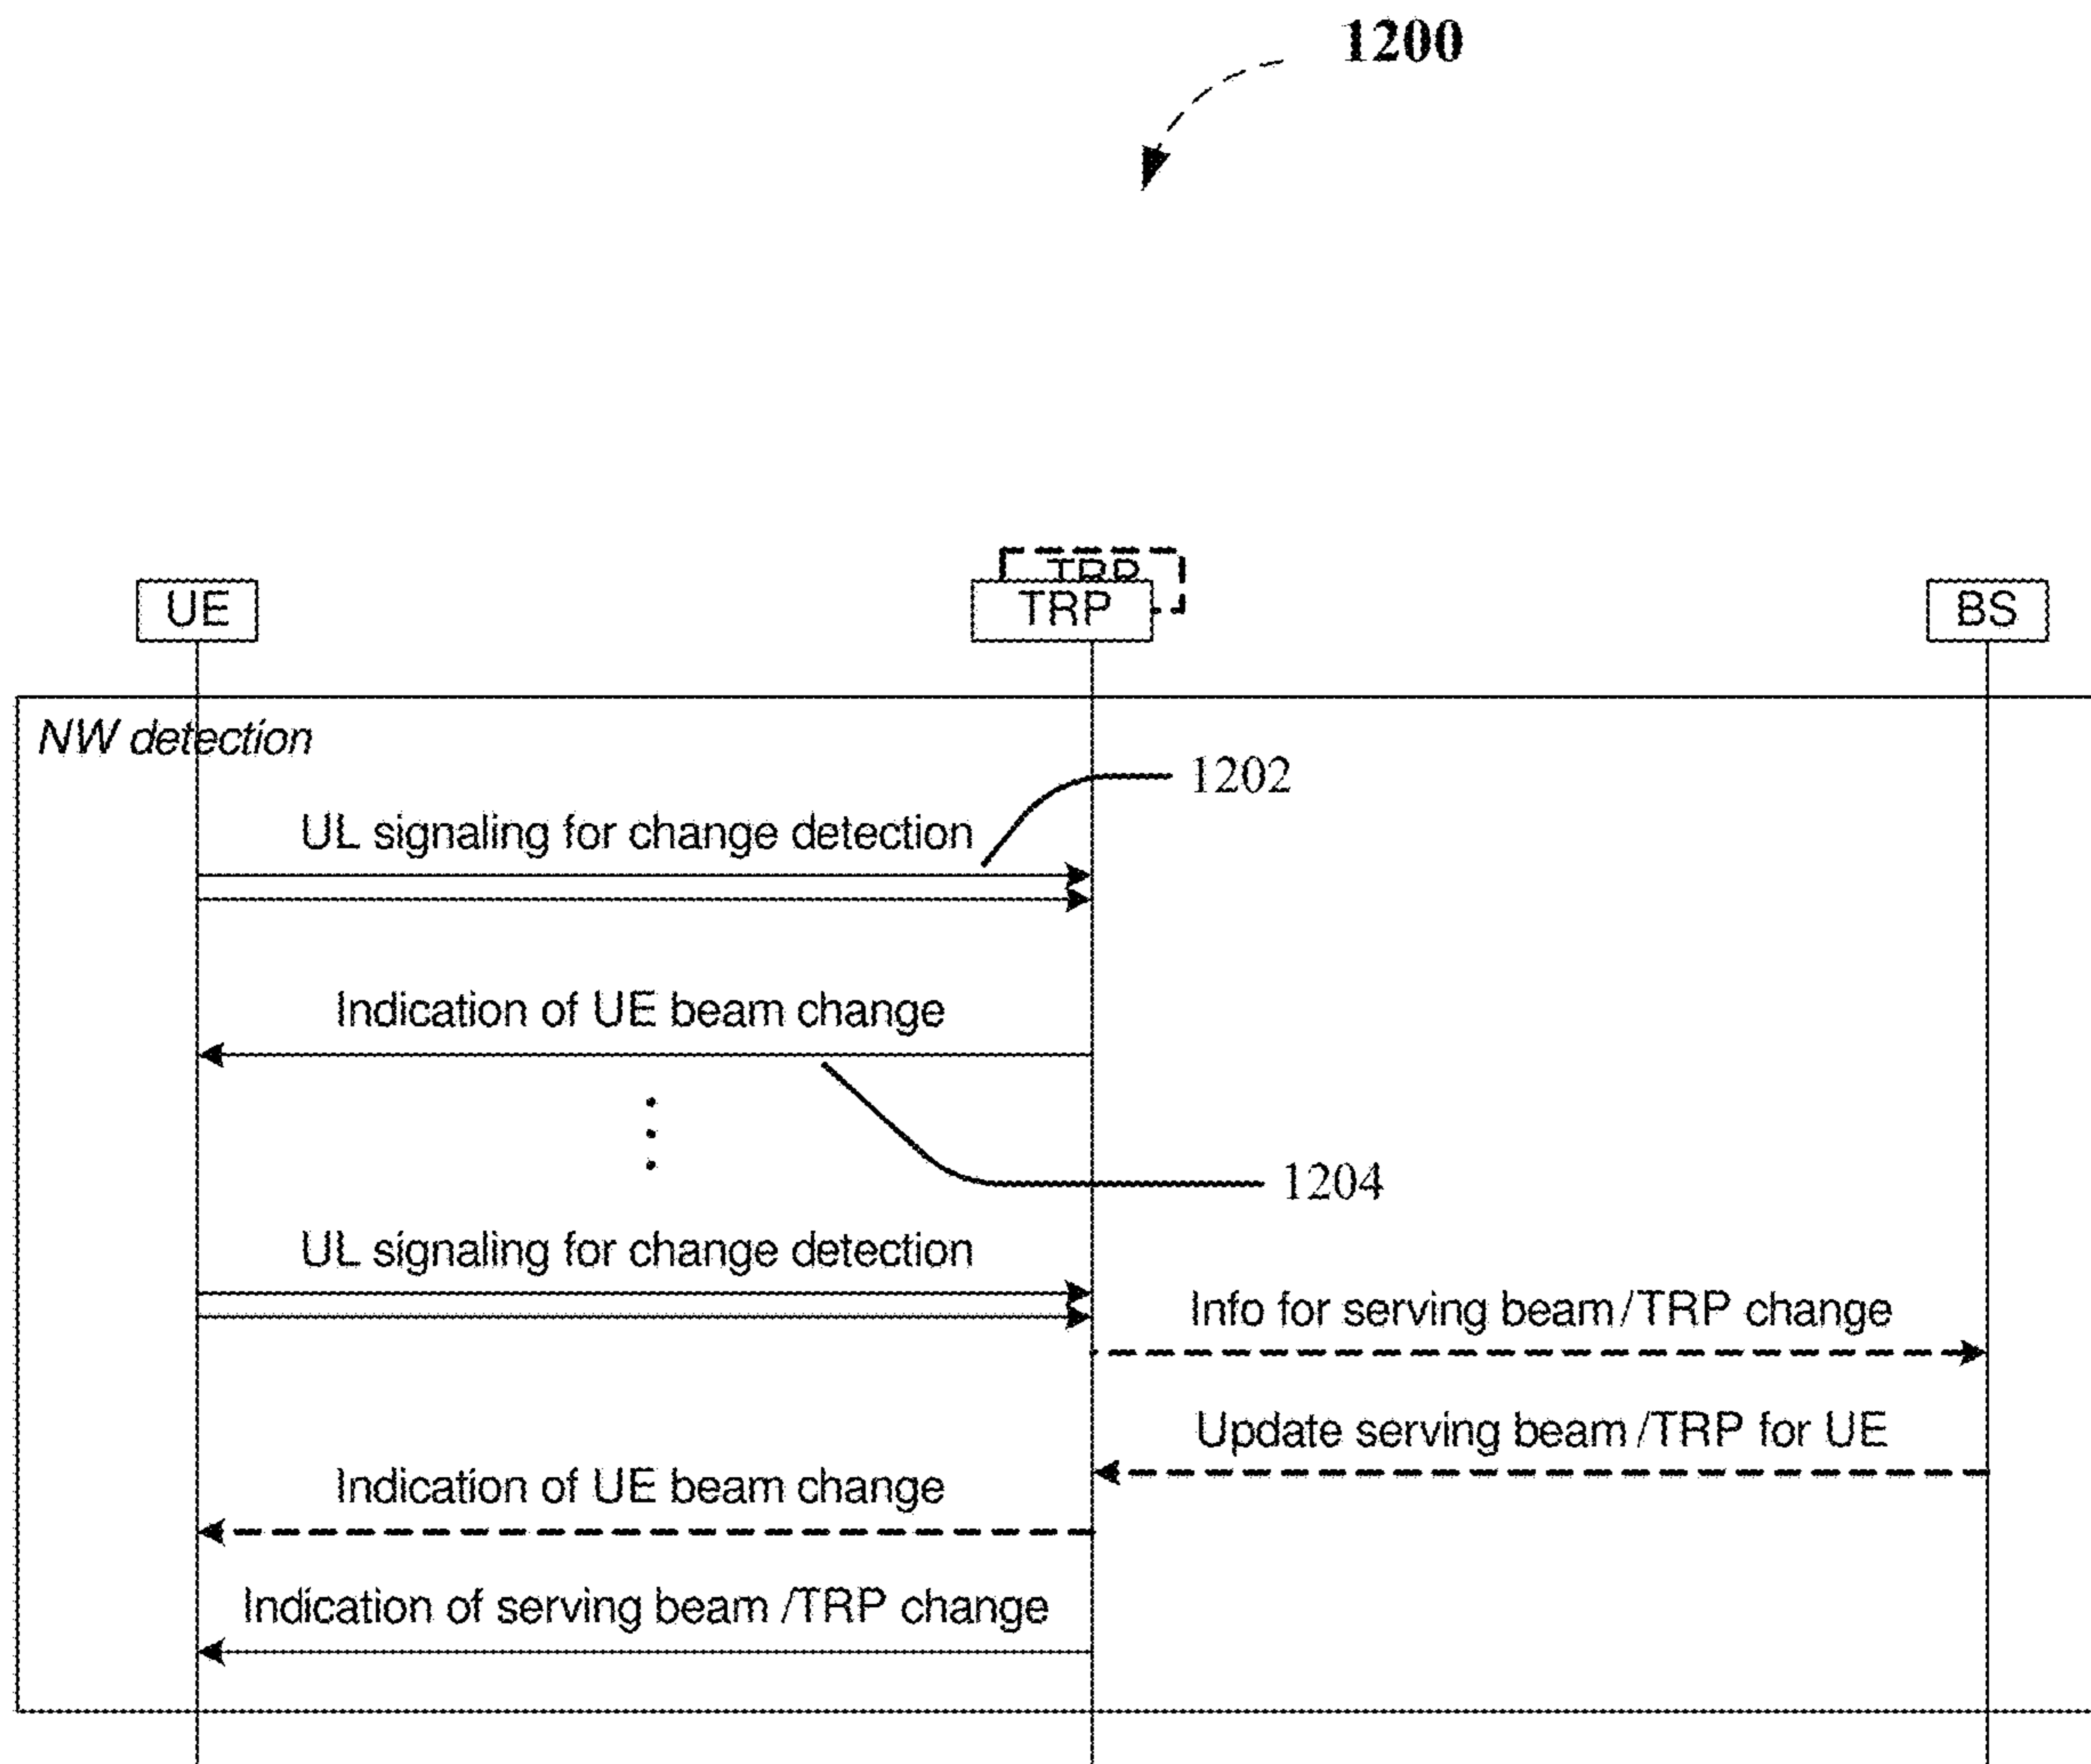 1200
TRP
UE
TRP
BS
NW detection
1202
UL signaling for change detection
Indication of UE beam change
1204
UL signaling for change detection
Info for serving beam/TRP change
Update serving beam/TRP for UE
Indication of UE beam change
Indication of serving beam/TRP change